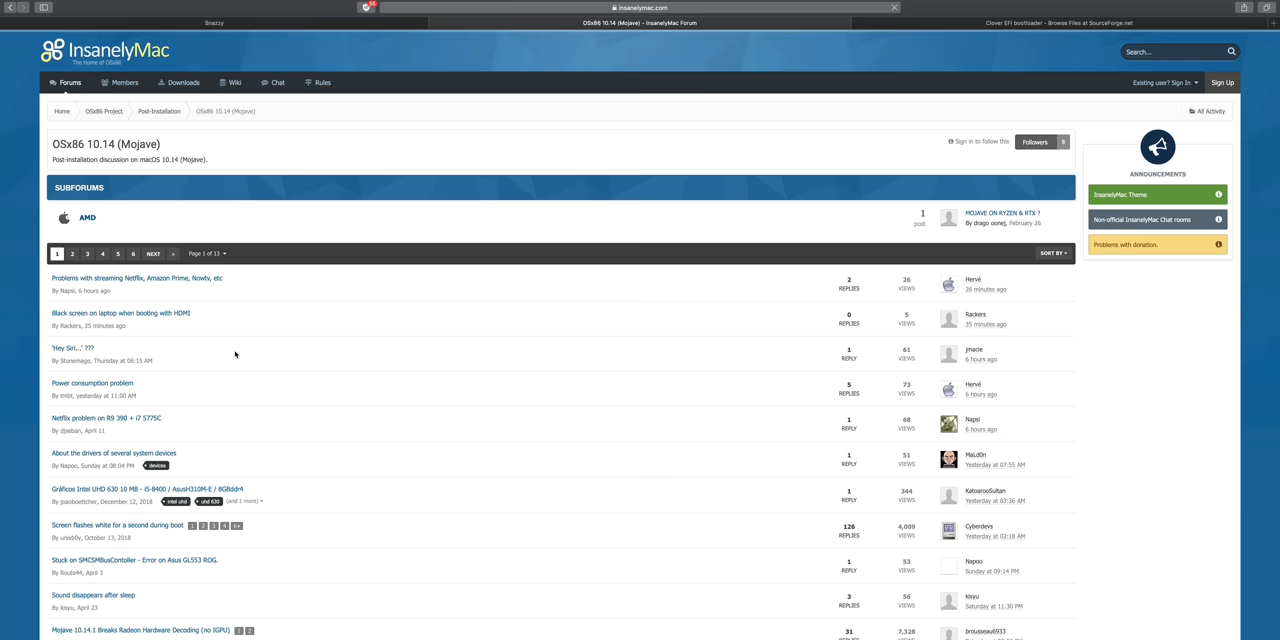 55
insanelymac.com
Snazzy
OSx86 10.14 (Mojave) - InsanelyMac Forum
Clover EFI bootloader - Browse Files at SourceForge.net
InsanelyMac
The Home of OSx86
Search...
Forums Members Downloads Wiki Chat Rules
Existing user? Sign In Sign Up
Home OSx86 Project Post-Installation OSx86 10.14 (Mojave)
All Activity
OSx86 10.14 (Mojave)
Sign in to follow this Followers 8
Post-installation discussion on macOS 10.14 (Mojave).
ANNOUNCEMENTS
InsanelyMac Theme
Non-official InsanelyMac Chat rooms
Problems with donation.
SUBFORUMS
AMD
1
post
MOJAVE ON RYZEN & RTX ?
By drago oonej, February 26
1 2 3 4 5 6 NEXT » Page 1 of 13
SORT BY
Problems with streaming Netflix, Amazon Prime, Nowtv, etc
By Napsi, 6 hours ago
2
REPLIES
26
VIEWS
Hervé
26 minutes ago
Black screen on laptop when booting with HDMI
By Rackers, 35 minutes ago
0
REPLIES
5
VIEWS
Rackers
35 minutes ago
'Hey Siri...' ???
By Stonemage, Thursday at 06:15 AM
1
REPLY
61
VIEWS
jmacie
6 hours ago
Power consumption problem
By tmbt, yesterday at 11:00 AM
5
REPLIES
73
VIEWS
Hervé
6 hours ago
Netflix problem on R9 390 + i7 5775C
By djseban, April 11
1
REPLY
68
VIEWS
Napsi
6 hours ago
About the drivers of several system devices
By Napoo, Sunday at 08:04 PM devices
1
REPLY
51
VIEWS
MaLd0n
Yesterday at 07:55 AM
Gráficos Intel UHD 630 10 MB - i5-8400 / AsusH310M-E / 8GBddr4
By joaoboettcher, December 12, 2018 intel uhd uhd 630 (and 1 more)
1
REPLY
344
VIEWS
KatoarooSultan
Yesterday at 03:36 AM
Screen flashes white for a second during boot 1 2 3 4 6
By unixb0y, October 13, 2018
126
REPLIES
4,009
VIEWS
Cyberdevs
Yesterday at 02:18 AM
Stuck on SMCSMBusContoller - Error on Asus GL553 ROG.
By Route44, April 3
1
REPLY
53
VIEWS
Napoo
Sunday at 09:14 PM
Sound disappears after sleep
By kisyu, April 23
3
REPLIES
56
VIEWS
kisyu
Saturday at 11:30 PM
Mojave 10.14.1 Breaks Radeon Hardware Decoding (no IGPU) 1 2
31
REPLIES
7,328
VIEWS
brousseau6933